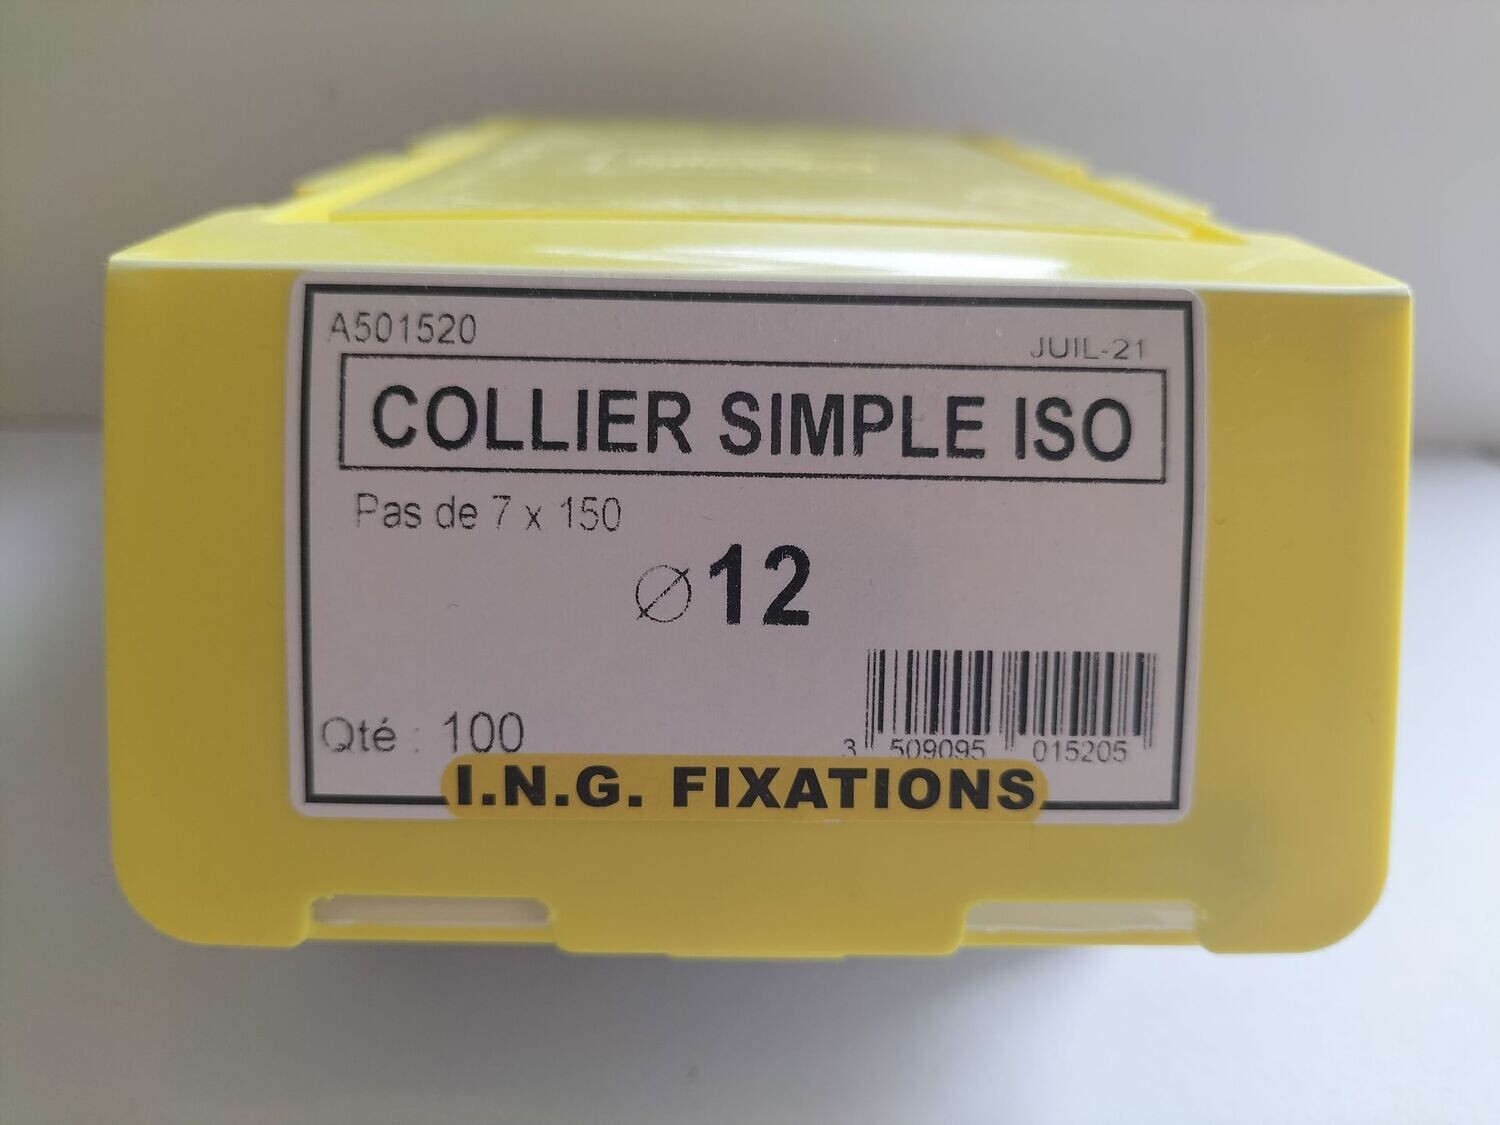 A501520
JUIL-21
COLLIER SIMPLE ISO
Pas de 7 x 150
∅ 12
Qté : 100
3 509095 015205
I.N.G. FIXATIONS